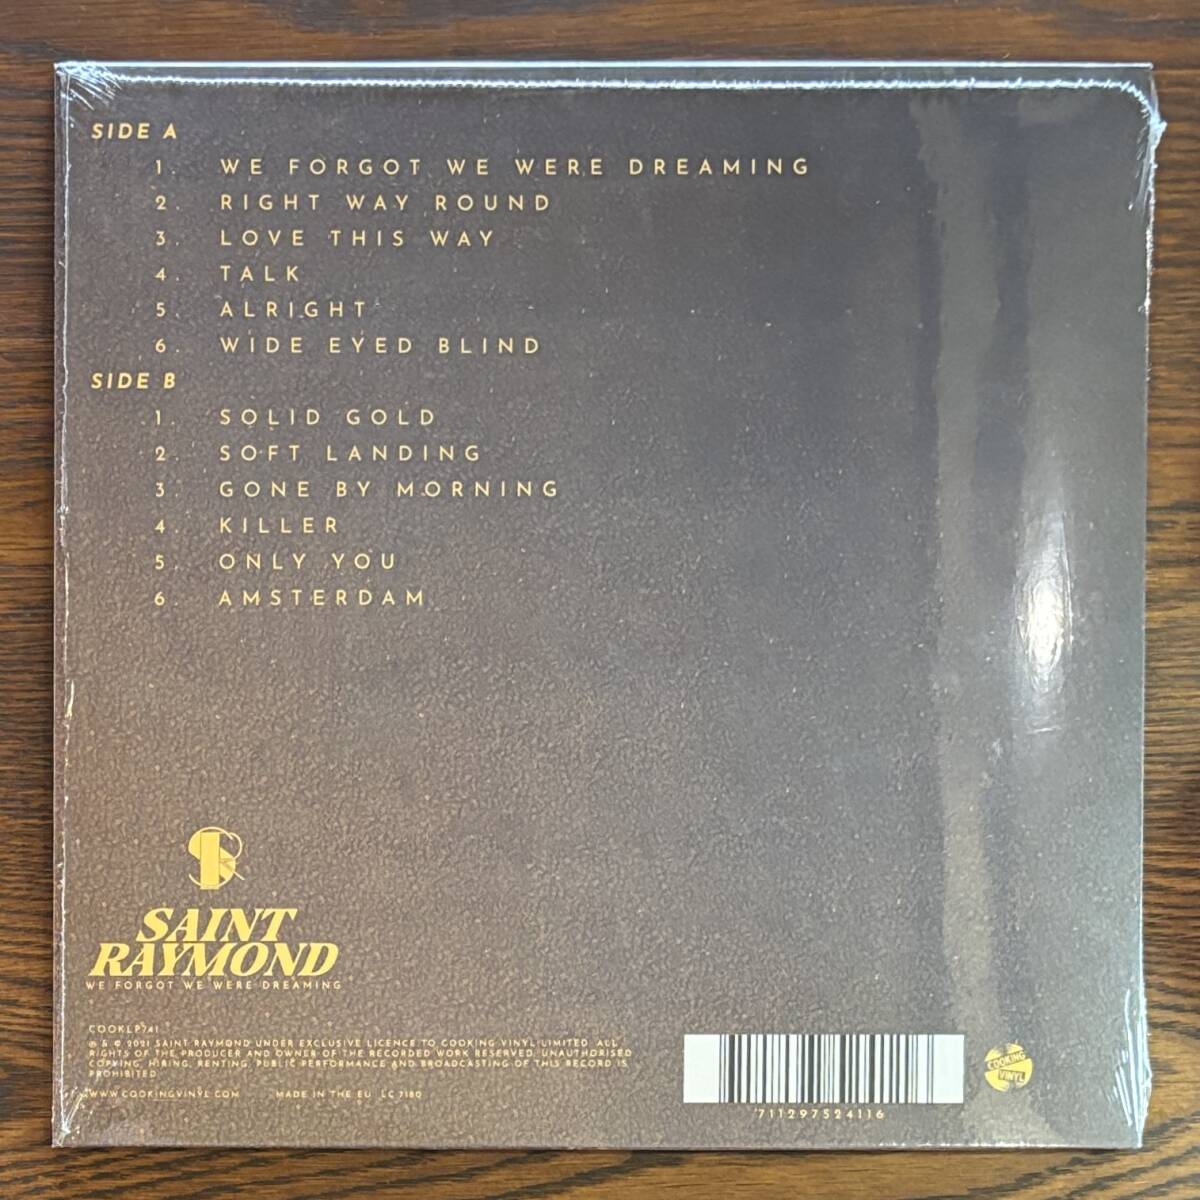 SIDE A
1. WE FORGOT WE WERE DREAMING
2. RIGHT WAY ROUND
3. LOVE THIS WAY
4. TALK
5. ALRIGHT
6. WIDE EYED BLIND
SIDE B
1. SOLID GOLD
2. SOFT LANDING
3. GONE BY MORNING
4. KILLER
5. ONLY YOU
6. AMSTERDAM
SAINT
RAYMOND
WE FORGOT WE WERE DREAMING
COOKLP741
℗ & © 2021 SAINT RAYMOND UNDER EXCLUSIVE LICENCE TO COOKING VINYL LIMITED. ALL
RIGHTS OF THE PRODUCER AND OWNER OF THE RECORDED WORK RESERVED. UNAUTHORISED
COPYING, HIRING, RENTING, PUBLIC PERFORMANCE AND BROADCASTING OF THIS RECORD IS
PROHIBITED
WWW.COOKINGVINYL.COM MADE IN THE EU LC 7180
711297524116
COOKING
VINYL